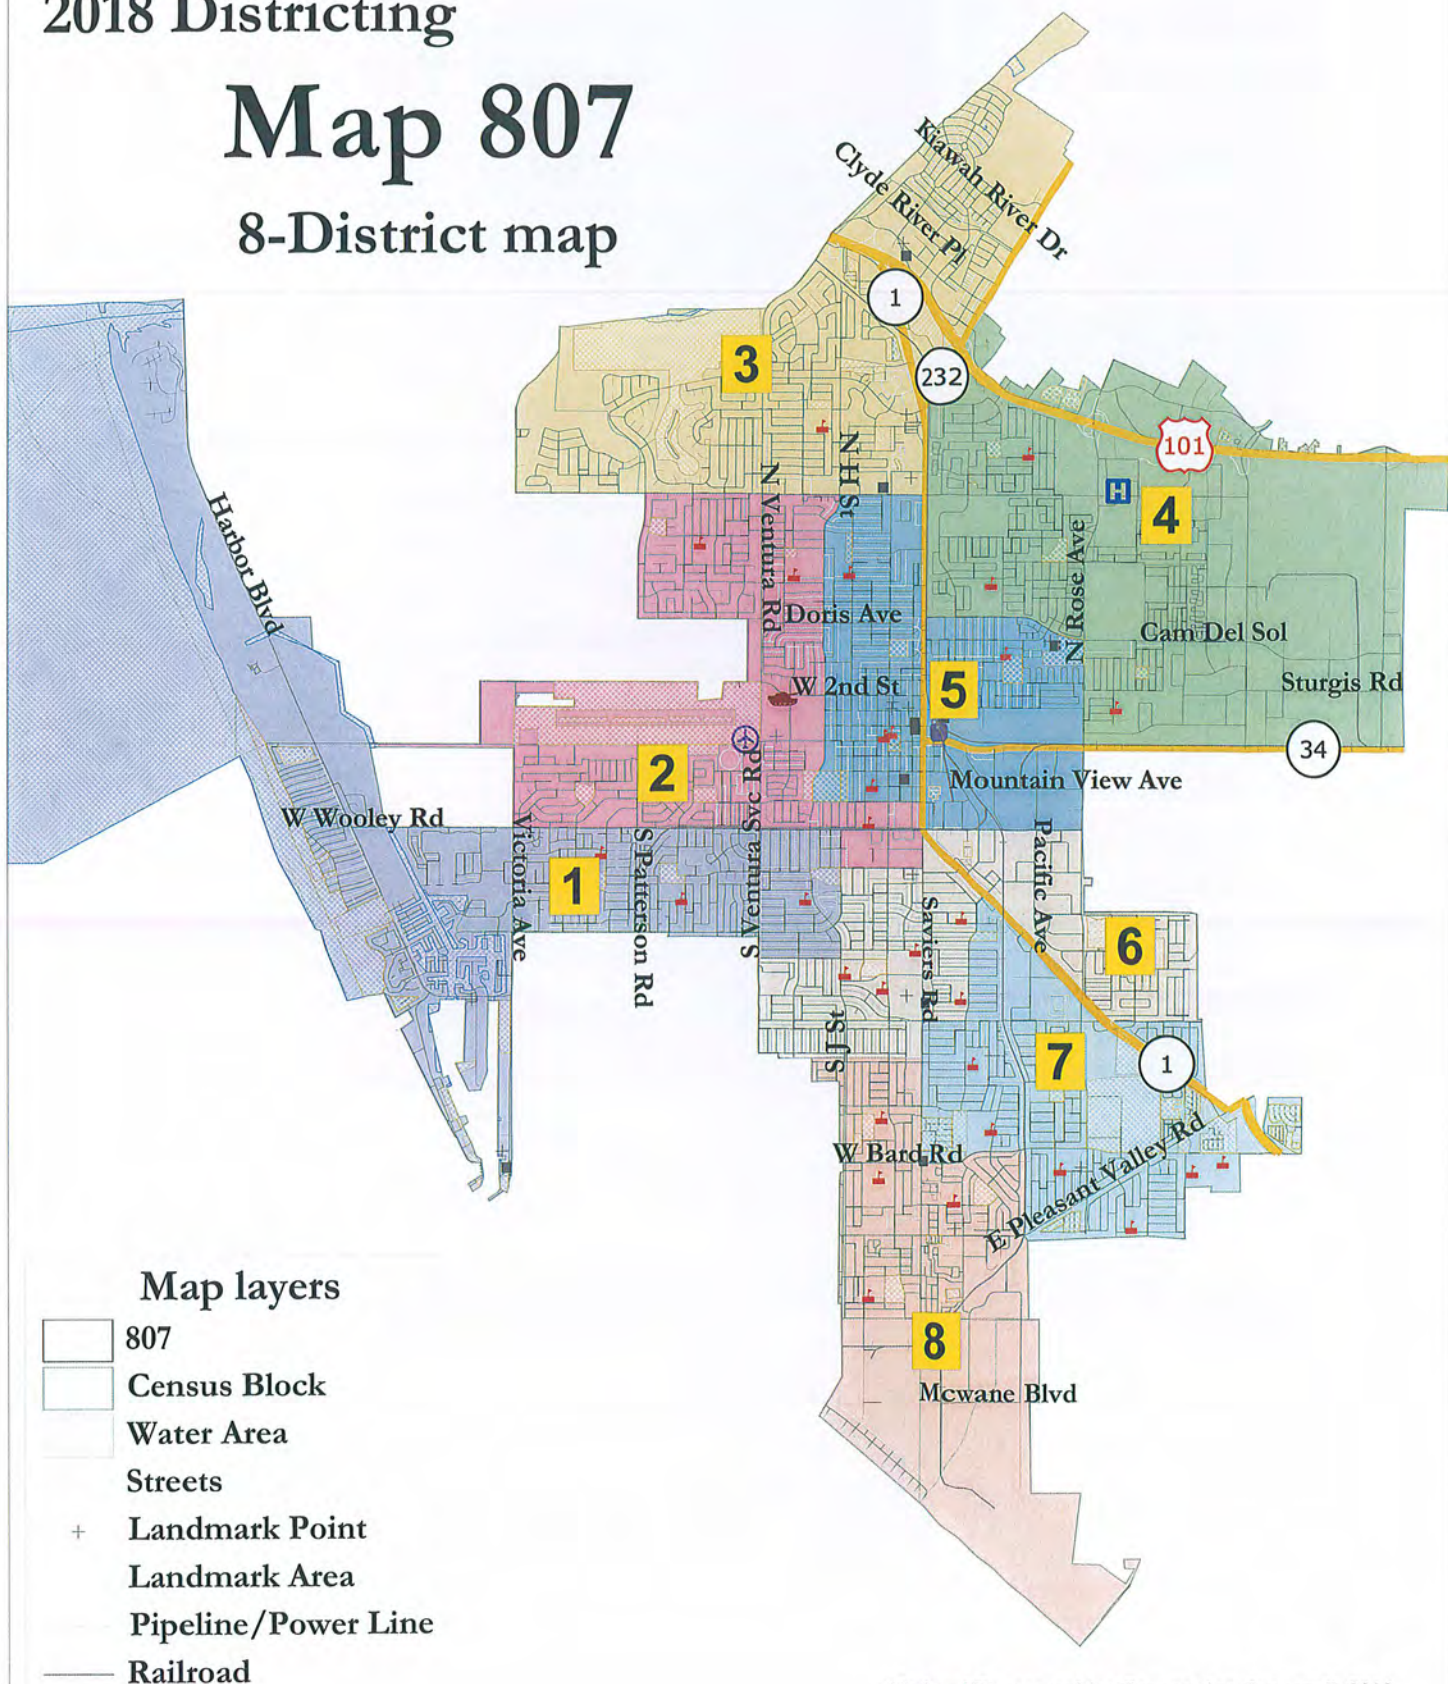 2018 Districting
Map 807
8-District map
Kiawah River Dr
Clyde River Pl
1
3
232
101
N H St
N Ventura Rd
H
4
N Rose Ave
Harbor Blvd
Doris Ave
Cam Del Sol
W 2nd St
5
Sturgis Rd
34
2
Mountain View Ave
S Ventura Svc Rd
W Wooley Rd
Victoria Ave
S Patterson Rd
1
Pacific Ave
Saviers Rd
6
S J St
7
1
W Bard Rd
E Pleasant Valley Rd
8
Mcwane Blvd
Map layers
807
Census Block
Water Area
Streets
Landmark Point
Landmark Area
Pipeline/Power Line
Railroad